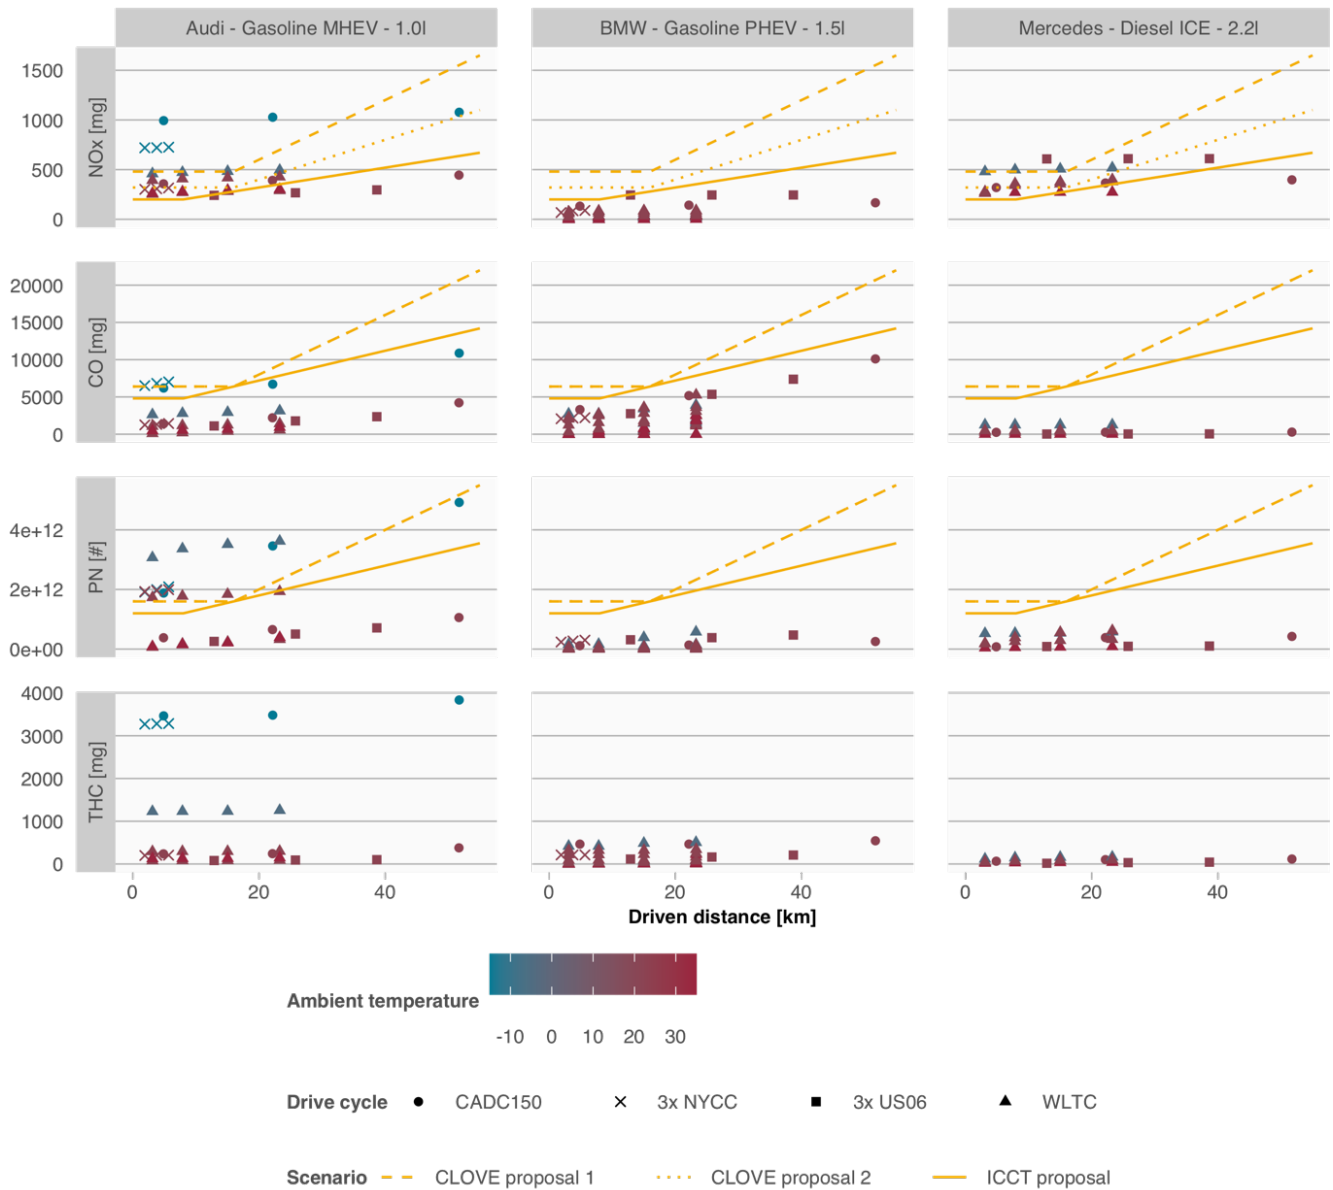 Audi - Gasoline MHEV - 1.0l
BMW - Gasoline PHEV - 1.5l
Mercedes - Diesel ICE - 2.2l
NOx [mg]
1500
1000
500
0
CO [mg]
20000
15000
10000
5000
0
PN [#]
4e+12
2e+12
0e+00
THC [mg]
4000
3000
2000
1000
0
0 20 40
0 20 40
0 20 40
Driven distance [km]
Ambient temperature
-10 0 10 20 30
Drive cycle CADC150 3x NYCC 3x US06 WLTC
Scenario CLOVE proposal 1 CLOVE proposal 2 ICCT proposal